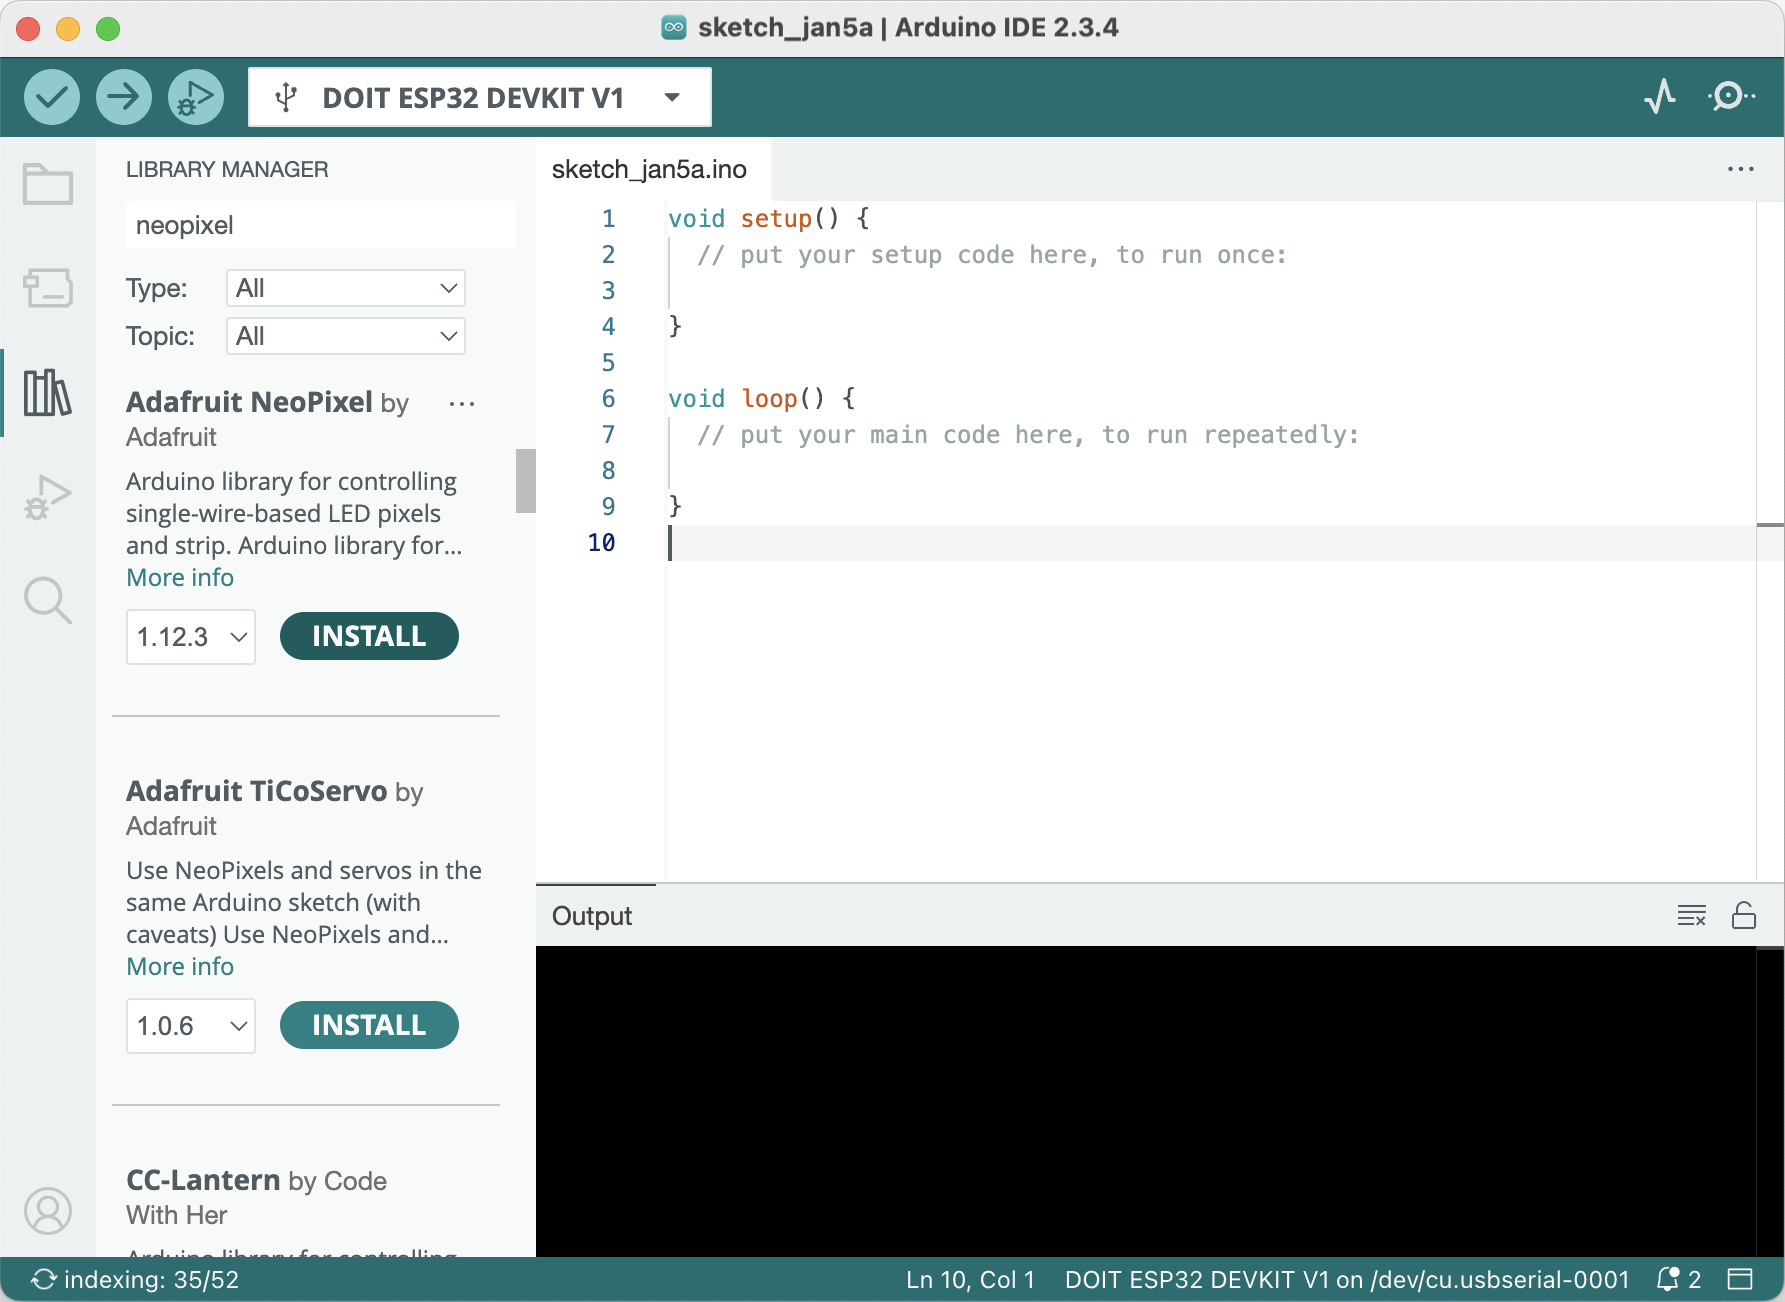 sketch_jan5a | Arduino IDE 2.3.4
DOIT ESP32 DEVKIT V1
LIBRARY MANAGER
neopixel
Type: All
Topic: All
Adafruit NeoPixel by ...
Adafruit
Arduino library for controlling
single-wire-based LED pixels
and strip. Arduino library for...
More info
1.12.3 INSTALL
Adafruit TiCoServo by
Adafruit
Use NeoPixels and servos in the
same Arduino sketch (with
caveats) Use NeoPixels and...
More info
1.0.6 INSTALL
CC-Lantern by Code
With Her
Arduino library for controlling
sketch_jan5a.ino ...
1 void setup() {
2 // put your setup code here, to run once:
3
4 }
5
6 void loop() {
7 // put your main code here, to run repeatedly:
8
9 }
10
Output
indexing: 35/52
Ln 10, Col 1
DOIT ESP32 DEVKIT V1 on /dev/cu.usbserial-0001
2